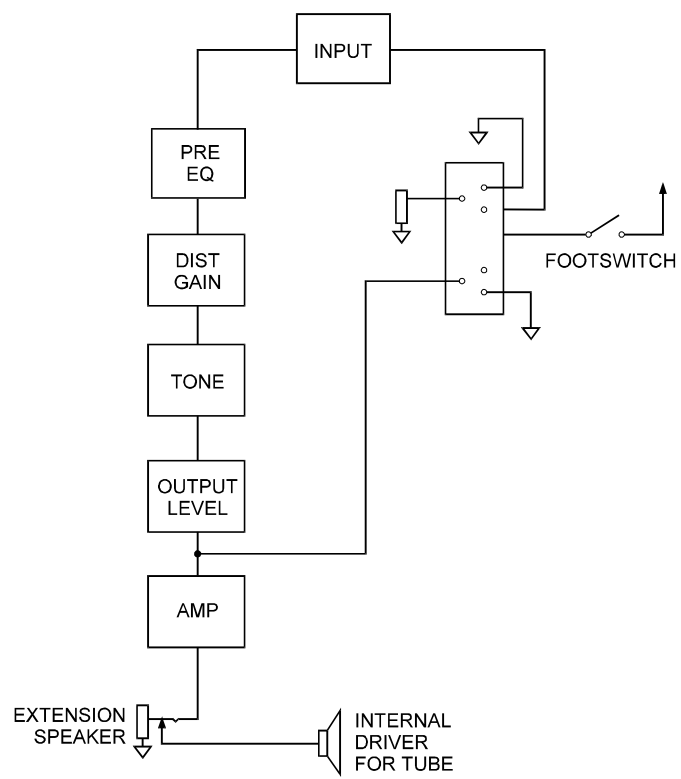 INPUT
PRE
EQ
DIST
GAIN
FOOTSWITCH
TONE
OUTPUT
LEVEL
AMP
EXTENSION
SPEAKER
INTERNAL
DRIVER
FOR TUBE